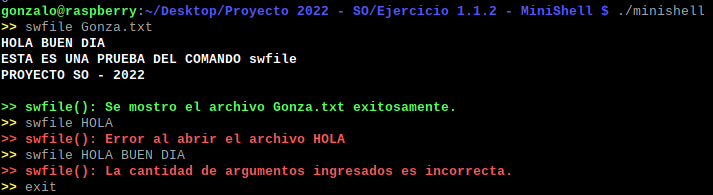 gonzalo@raspberry:~/Desktop/Proyecto 2022 - SO/Ejercicio 1.1.2 - MiniShell $ ./minishell
>> swfile Gonza.txt
HOLA BUEN DIA
ESTA ES UNA PRUEBA DEL COMANDO swfile
PROYECTO SO - 2022
>> swfile(): Se mostro el archivo Gonza.txt exitosamente.
>> swfile HOLA
>> swfile(): Error al abrir el archivo HOLA
>> swfile HOLA BUEN DIA
>> swfile(): La cantidad de argumentos ingresados es incorrecta.
>> exit